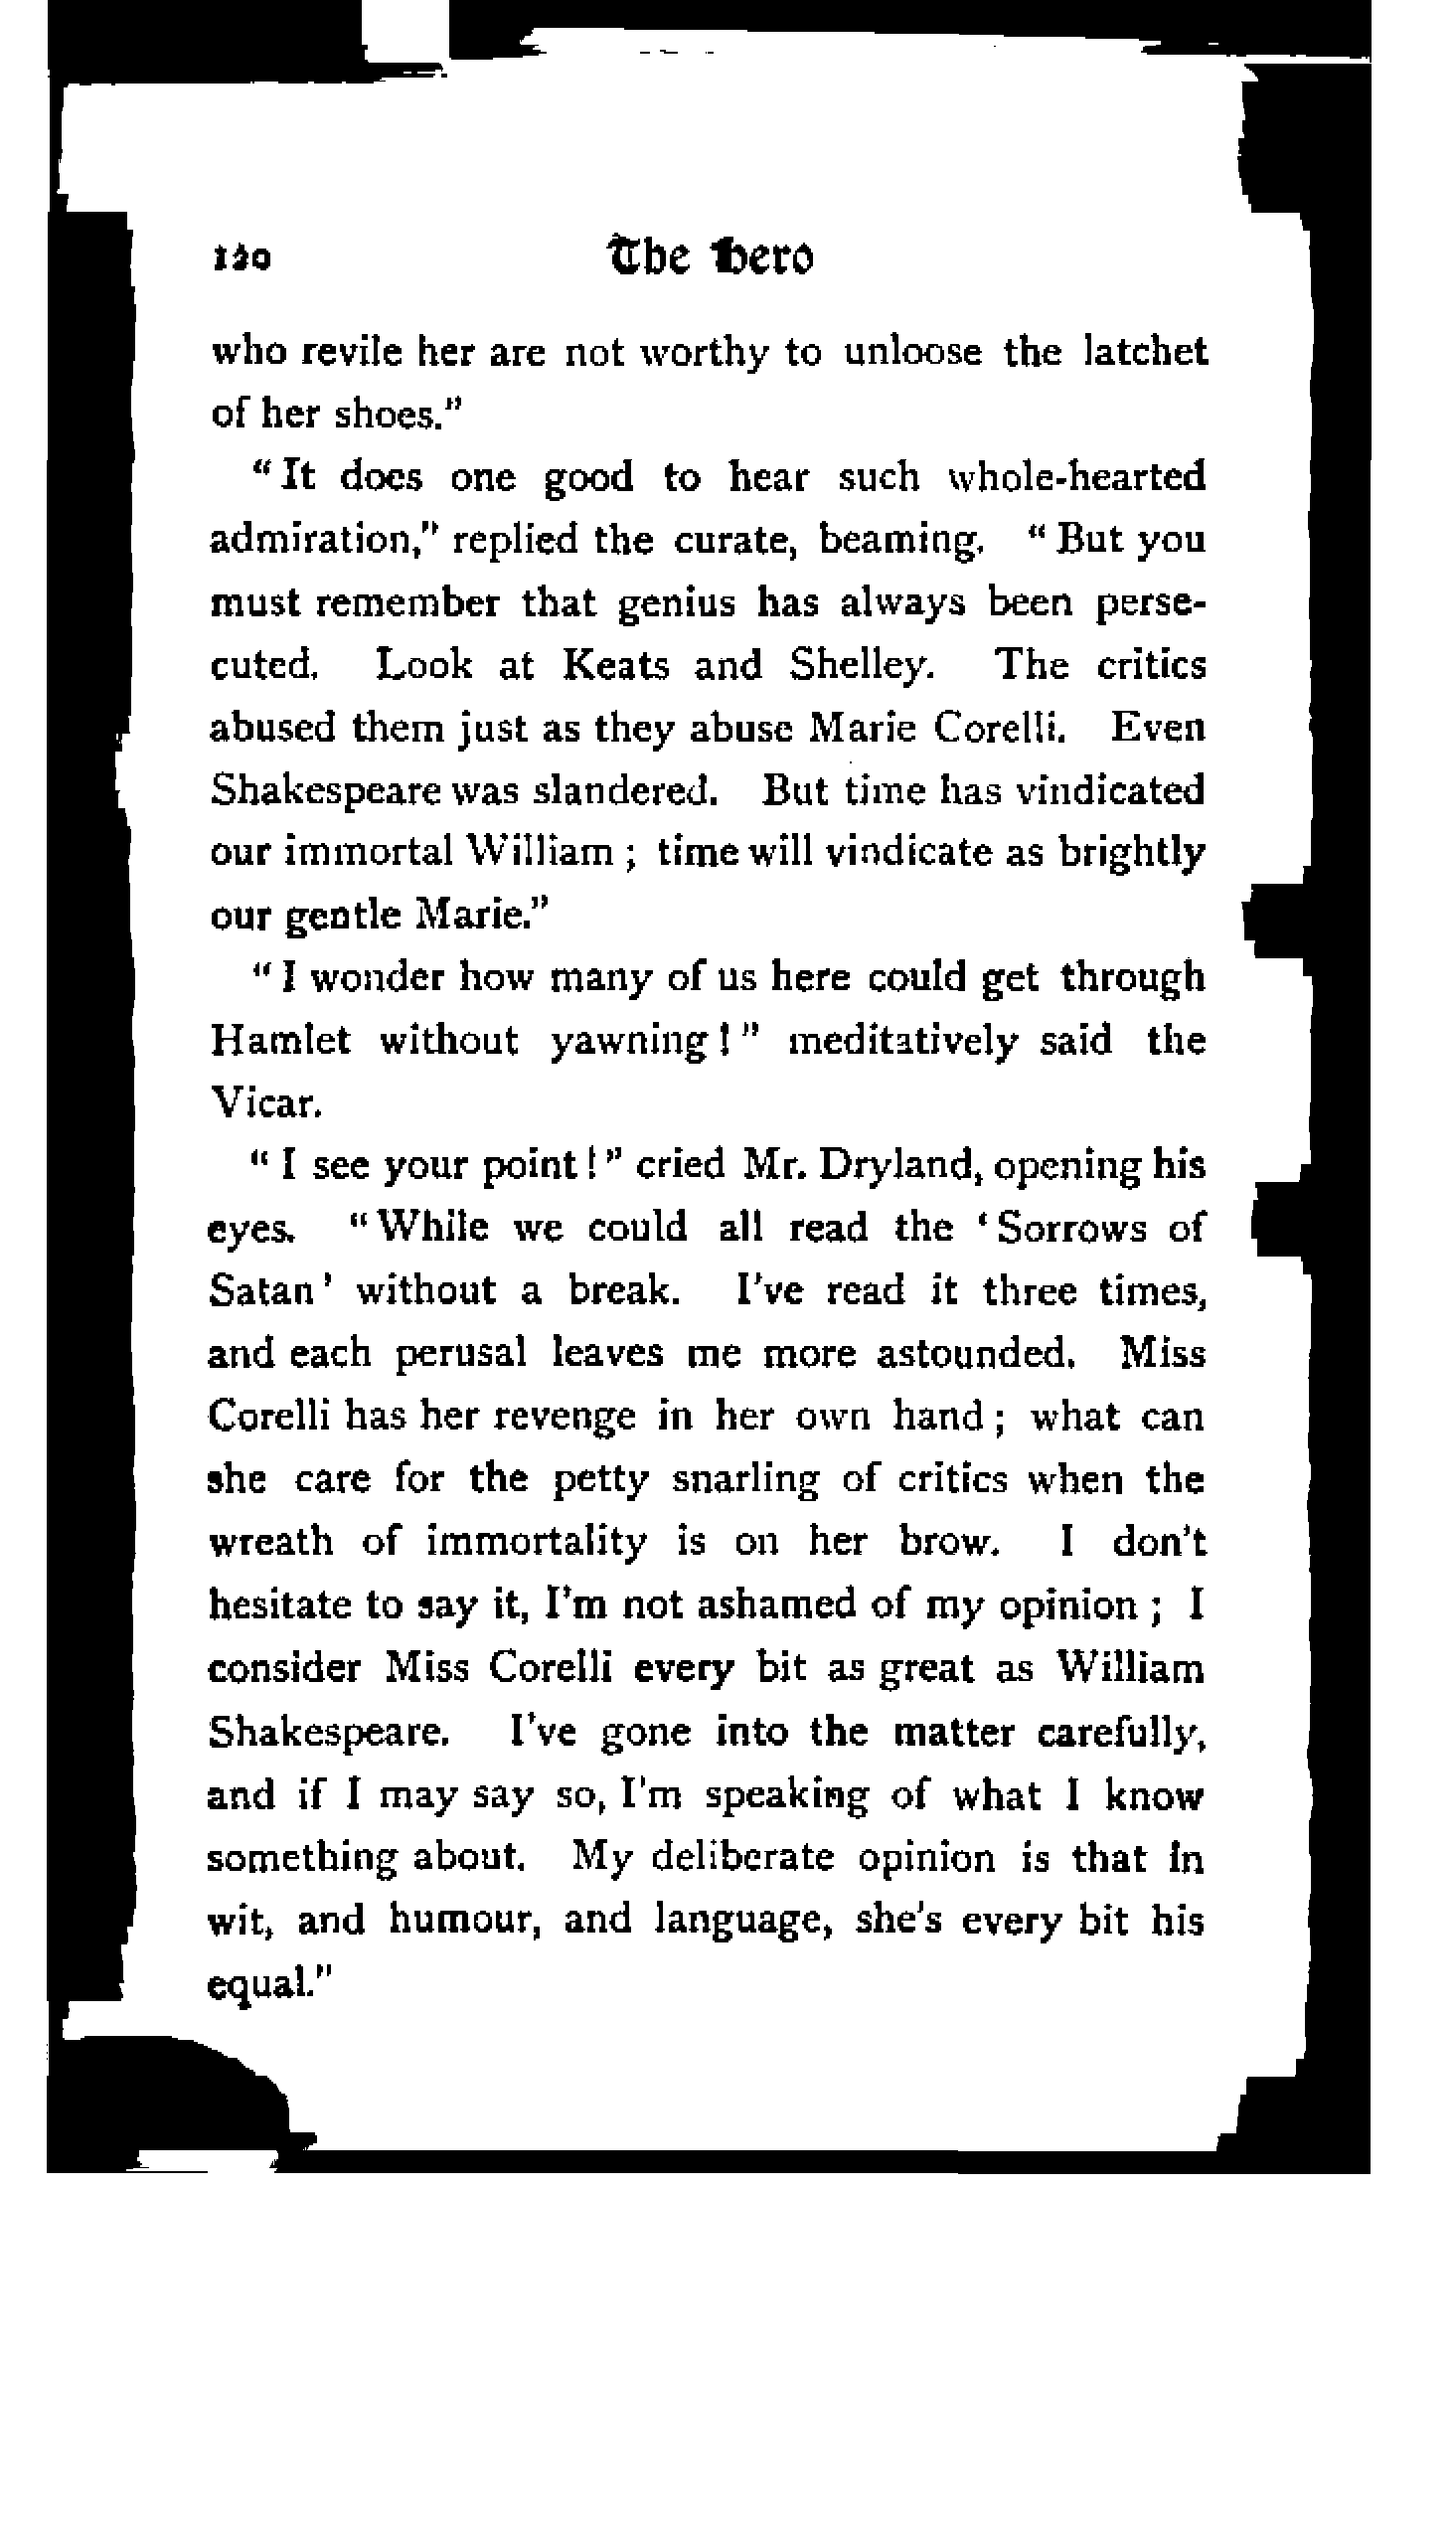 120 The Hero
who revile her are not worthy to unloose the latchet
of her shoes."
"It does one good to hear such whole-hearted
admiration," replied the curate, beaming. "But you
must remember that genius has always been perse-
cuted. Look at Keats and Shelley. The critics
abused them just as they abuse Marie Corelli. Even
Shakespeare was slandered. But time has vindicated
our immortal William; time will vindicate as brightly
our gentle Marie."
"I wonder how many of us here could get through
Hamlet without yawning!" meditatively said the
Vicar.
"I see your point!" cried Mr. Dryland, opening his
eyes. "While we could all read the 'Sorrows of
Satan' without a break. I've read it three times,
and each perusal leaves me more astounded. Miss
Corelli has her revenge in her own hand; what can
she care for the petty snarling of critics when the
wreath of immortality is on her brow. I don't
hesitate to say it, I'm not ashamed of my opinion; I
consider Miss Corelli every bit as great as William
Shakespeare. I've gone into the matter carefully,
and if I may say so, I'm speaking of what I know
something about. My deliberate opinion is that in
wit, and humour, and language, she's every bit his
equal."